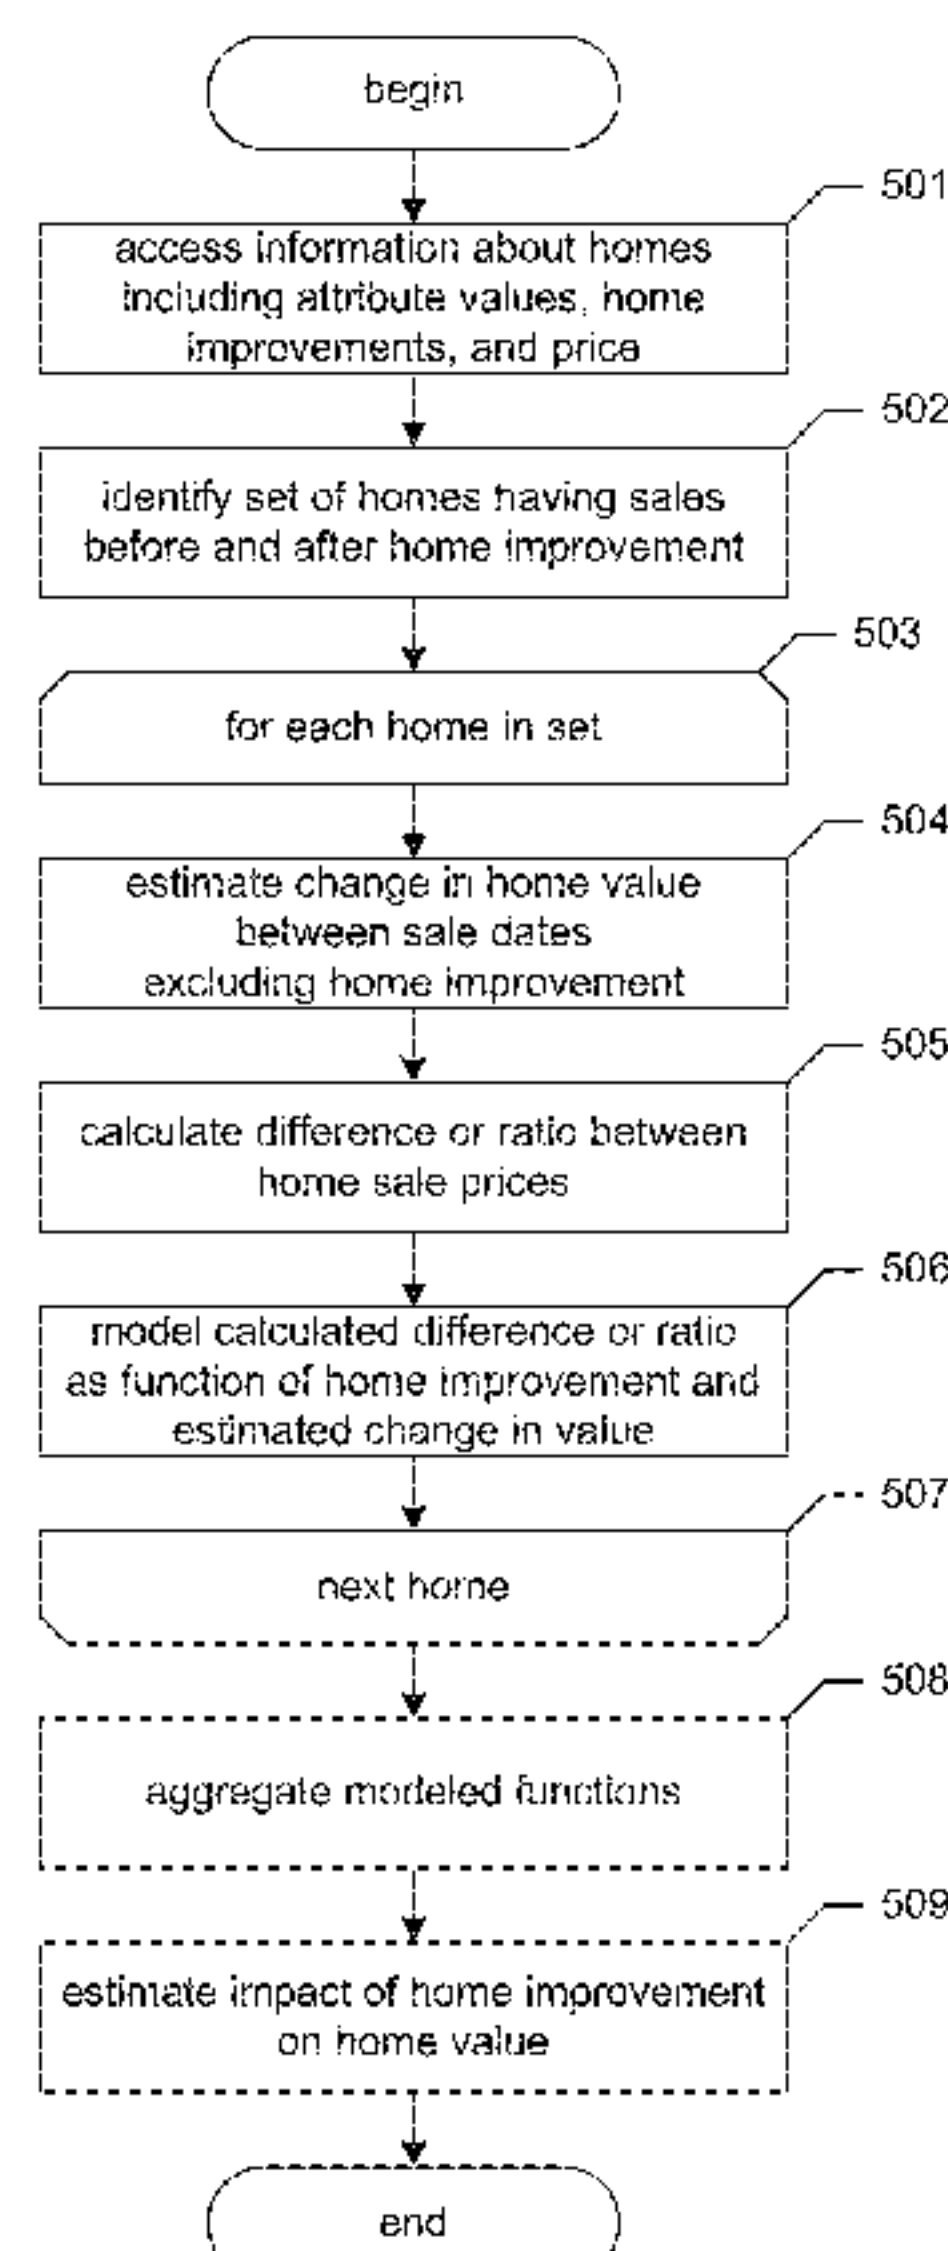 begin
501
access information about homes
including attribute values, home
improvements, and price
502
identify set of homes having sales
before and after home improvement
503
for each home in set
504
estimate change in home value
between sale dates
excluding home improvement
505
calculate difference or ratio between
home sale prices
506
model calculated difference or ratio
as function of home improvement and
estimated change in value
507
next home
508
aggregate modeled functions
509
estimate impact of home improvement
on home value
end